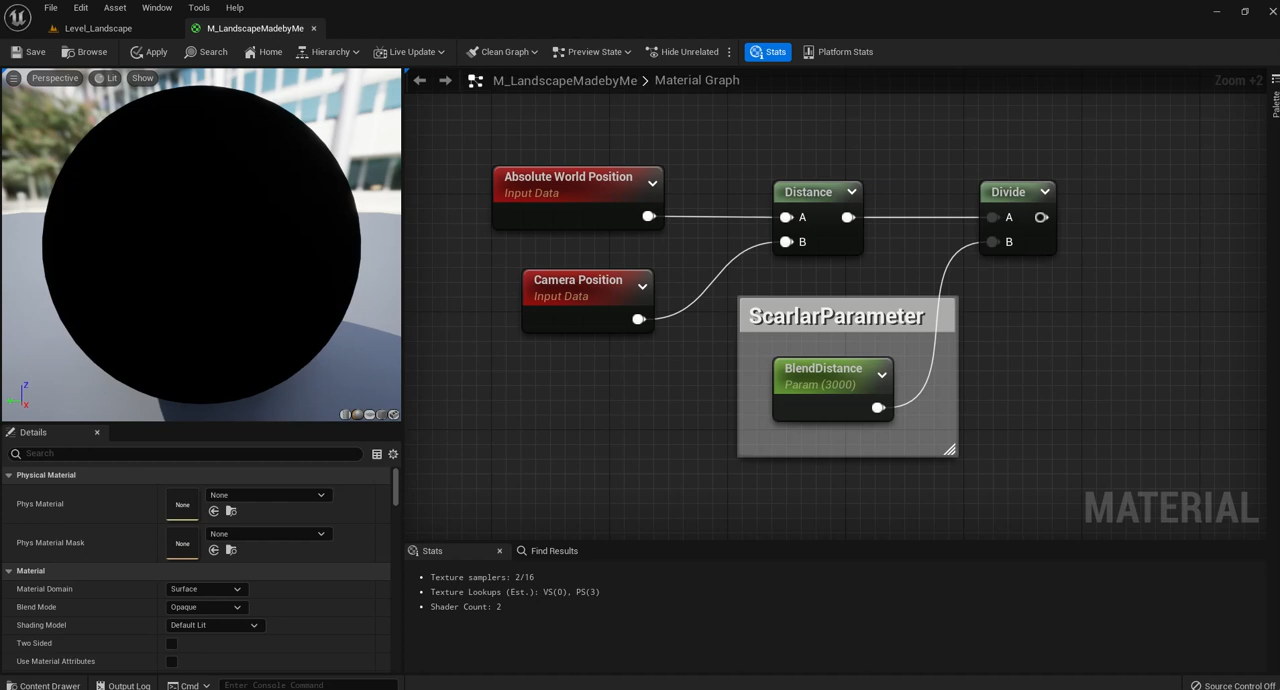 File Edit Asset Window Tools Help
Level_Landscape M_LandscapeMadebyMe
Save Browse Apply Search Home Hierarchy Live Update Clean Graph Preview State Hide Unrelated Stats Platform Stats
Perspective Lit Show
M_LandscapeMadebyMe > Material Graph Zoom +2
Palette
Absolute World Position
Input Data
Distance
A
B
Divide
A
B
Camera Position
Input Data
ScarlarParameter
BlendDistance
Param (3000)
MATERIAL
Z
X
Details
Search
Physical Material
Phys Material None None
Phys Material Mask None None
Material
Material Domain Surface
Blend Mode Opaque
Shading Model Default Lit
Two Sided
Use Material Attributes
Stats Find Results
Texture samplers: 2/16
Texture Lookups (Est.): VS(0), PS(3)
Shader Count: 2
Content Drawer Output Log Cmd Enter Console Command Source Control Off